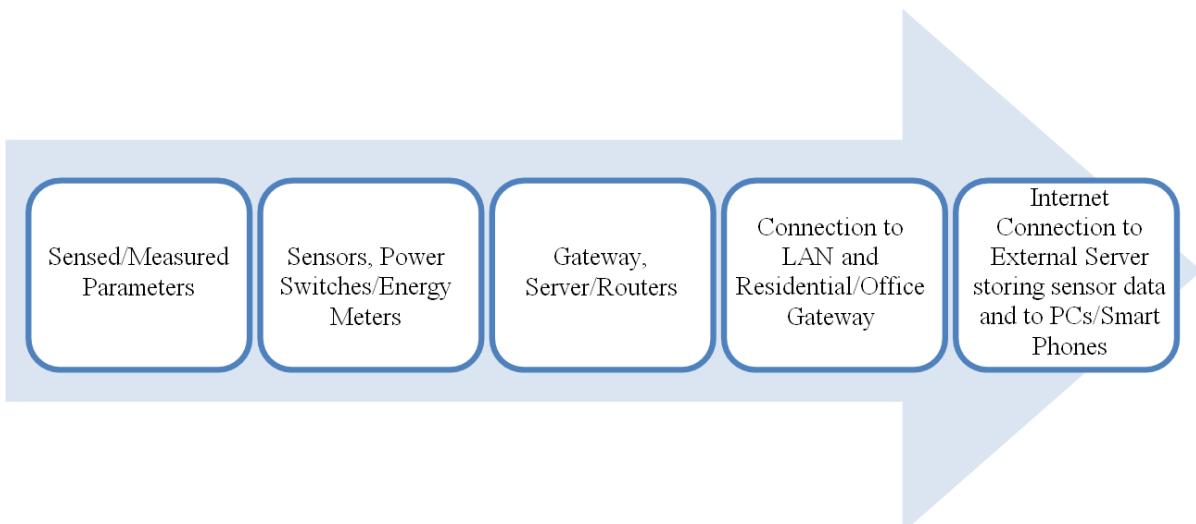 Sensed/Measured
Parameters
Sensors, Power
Switches/Energy
Meters
Gateway,
Server/Routers
Connection to
LAN and
Residential/Office
Gateway
Internet
Connection to
External Server
storing sensor data
and to PCs/Smart
Phones